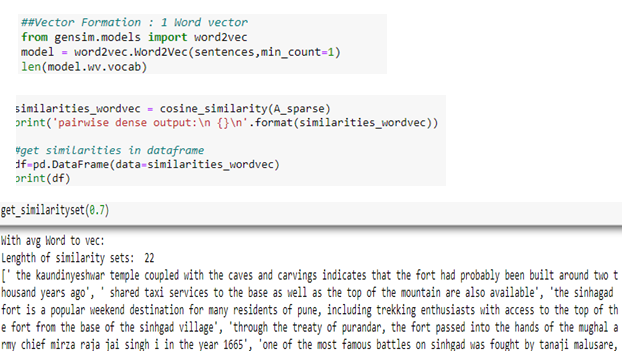 ##Vector Formation : 1 Word vector
from gensim.models import word2vec
model = word2vec.Word2Vec(sentences,min_count=1)
len(model.wv.vocab)
similarities_wordvec = cosine_similarity(A_sparse)
print('pairwise dense output:\n {}\n'.format(similarities_wordvec))
#get similarities in dataframe
df=pd.DataFrame(data=similarities_wordvec)
print(df)
get_similarityset(0.7)
With avg Word to vec:
Lenghth of similarity sets:  22
[' the kaundinyeshwar temple coupled with the caves and carvings indicates that the fort had probably been built around two t
housand years ago', ' shared taxi services to the base as well as the top of the mountain are also available', 'the sinhagad
fort is a popular weekend destination for many residents of pune, including trekking enthusiasts with access to the top of th
e fort from the base of the sinhgad village', 'through the treaty of purandar, the fort passed into the hands of the mughal a
rmy chief mirza raja jai singh i in the year 1665', 'one of the most famous battles on sinhgad was fought by tanaji malusare,